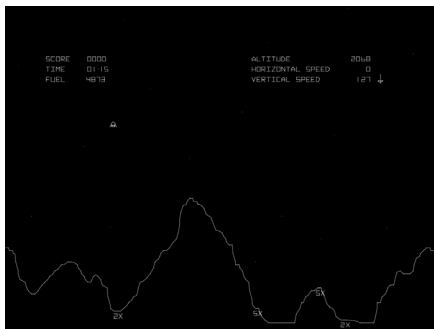 SCORE 0000
TIME 01:15
FUEL 4873
ALTITUDE 2068
HORIZONTAL SPEED 0
VERTICAL SPEED 127 ↓
2X
5X
5X
2X